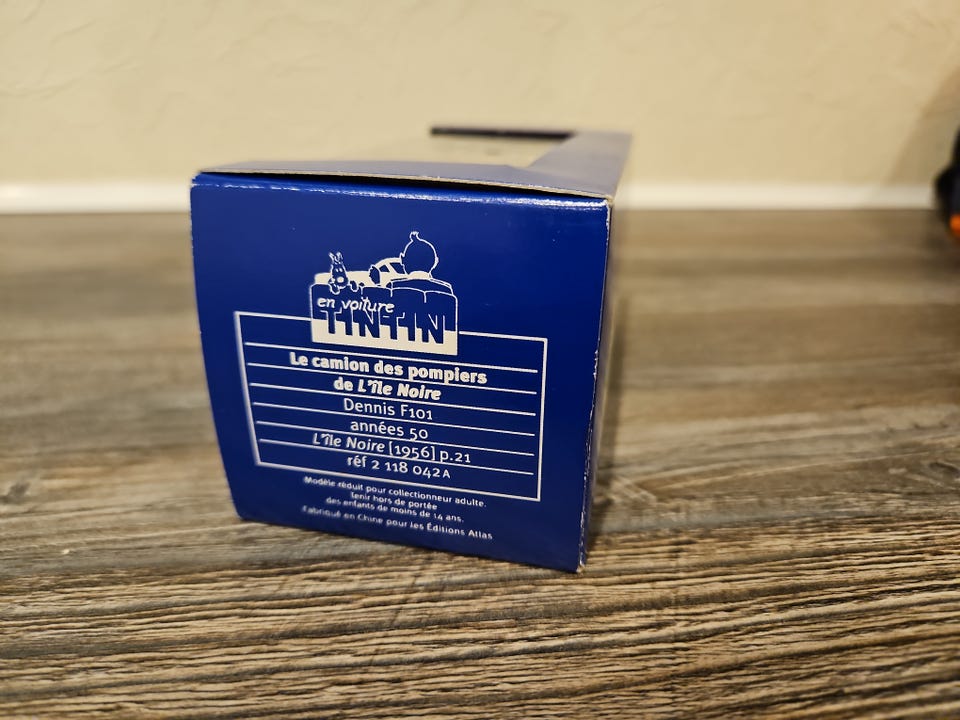 en voiture
TINTIN
Le camion des pompiers
de L'île Noire
Dennis F101
années 50
L'île Noire [1956] p.21
réf 2 118 042A
Modèle réduit pour collectionneur adulte.
tenir hors de portée
des enfants de moins de 14 ans.
Fabriqué en Chine pour les Éditions Atlas